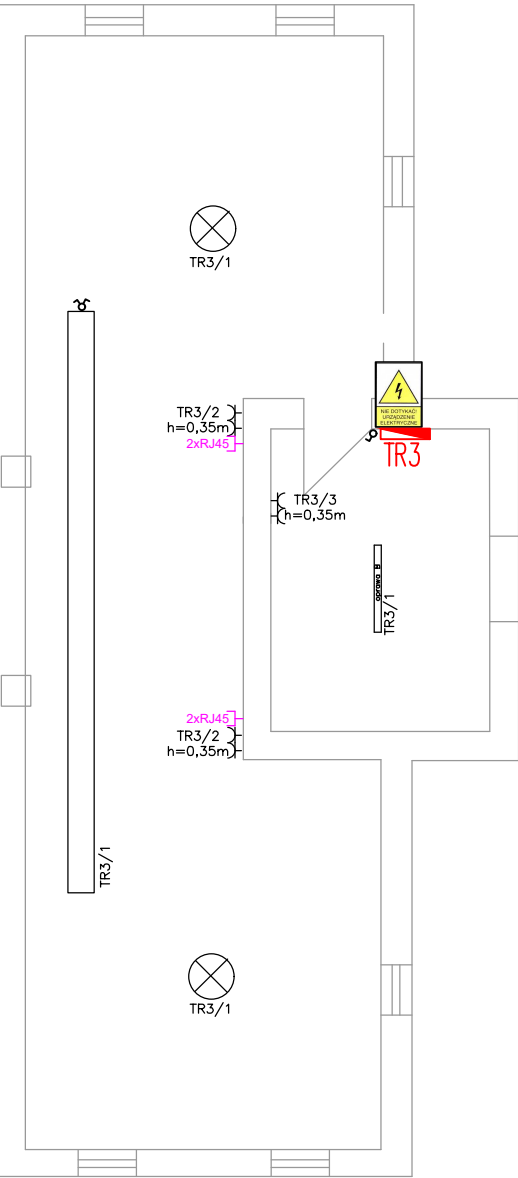 TR3/1
TR3/2
h=0,35m
2xRJ45
NIE DOTYKAĆ!
URZĄDZENIE
ELEKTRYCZNE
TR3
TR3/3
h=0,35m
oprawa B
TR3/1
2xRJ45
TR3/2
h=0,35m
TR3/1
TR3/1